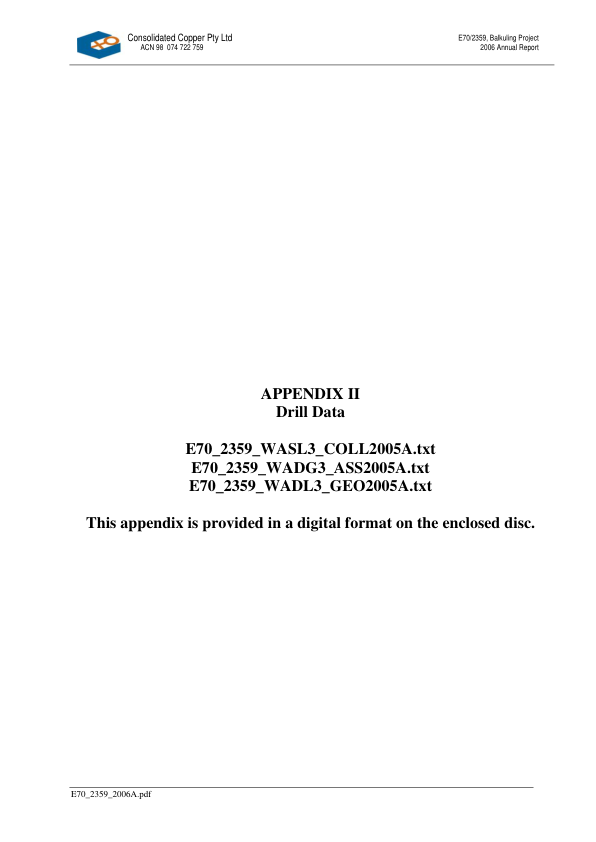 Consolidated Copper Pty Ltd
ACN 98 074 722 759
E70/2359, Balkuling Project
2006 Annual Report
APPENDIX II
Drill Data
E70_2359_WASL3_COLL2005A.txt
E70_2359_WADG3_ASS2005A.txt
E70_2359_WADL3_GEO2005A.txt
This appendix is provided in a digital format on the enclosed disc.
E70_2359_2006A.pdf